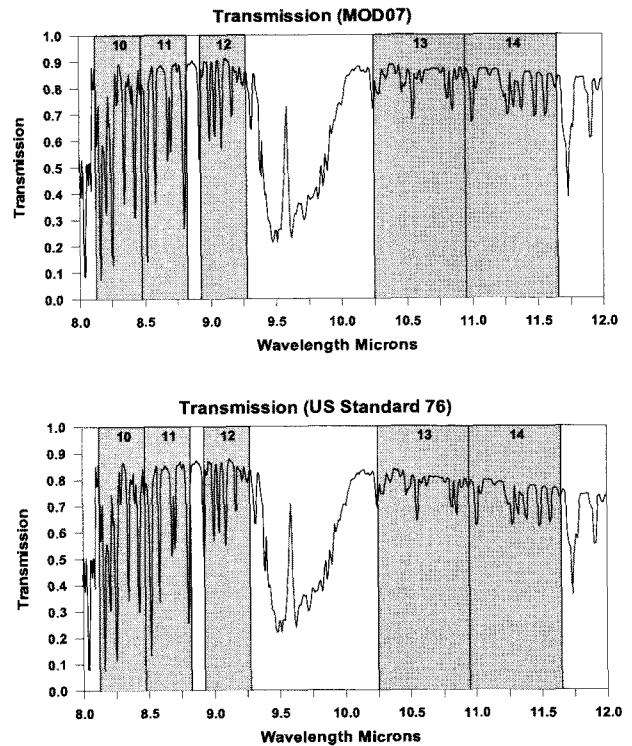 Transmission (MOD07)
10 11 12 13 14
1.0
0.9
0.8
0.7
0.6
0.5
0.4
0.3
0.2
0.1
0.0
Transmission
8.0 8.5 9.0 9.5 10.0 10.5 11.0 11.5 12.0
Wavelength Microns
Transmission (US Standard 76)
10 11 12 13 14
1.0
0.9
0.8
0.7
0.6
0.5
0.4
0.3
0.2
0.1
0.0
Transmission
8.0 8.5 9.0 9.5 10.0 10.5 11.0 11.5 12.0
Wavelength Microns